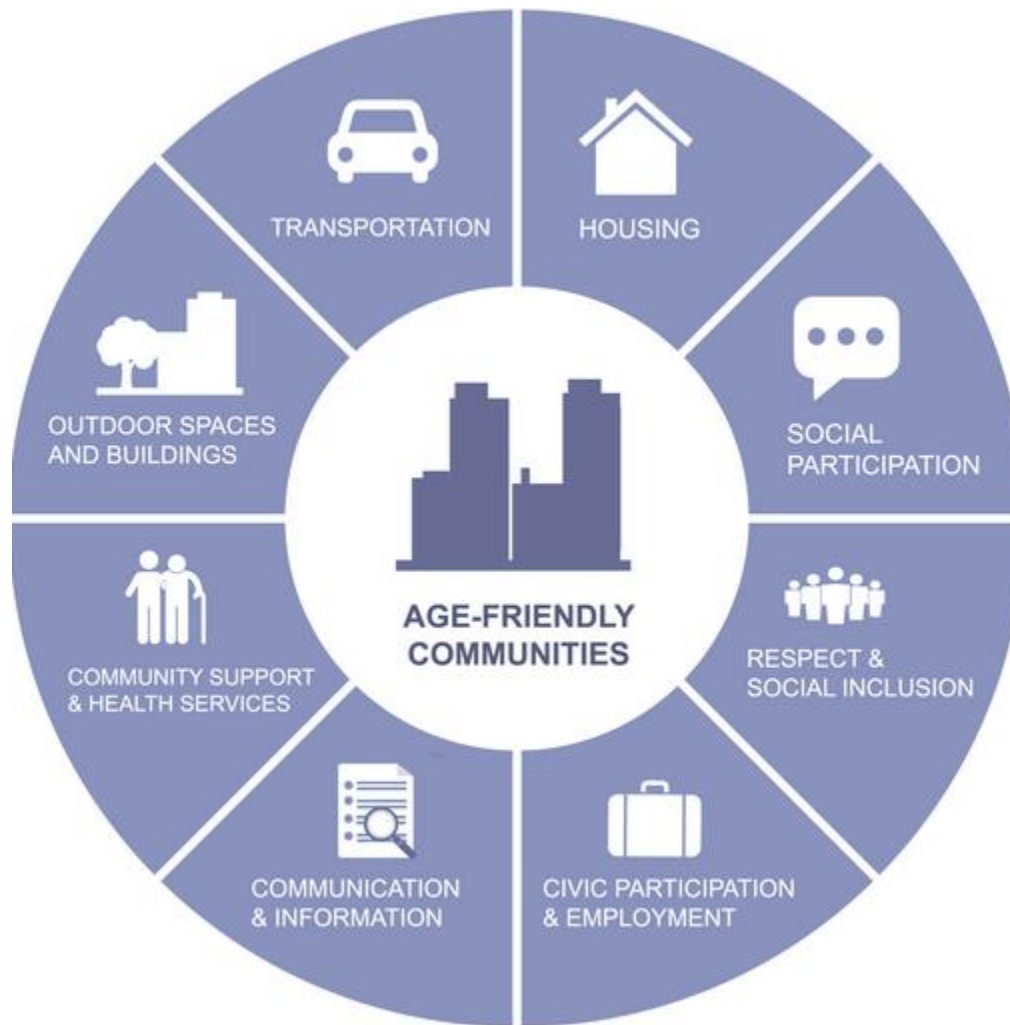 TRANSPORTATION
HOUSING
OUTDOOR SPACES
AND BUILDINGS
SOCIAL
PARTICIPATION
AGE-FRIENDLY
COMMUNITIES
COMMUNITY SUPPORT
& HEALTH SERVICES
RESPECT &
SOCIAL INCLUSION
COMMUNICATION
& INFORMATION
CIVIC PARTICIPATION
& EMPLOYMENT